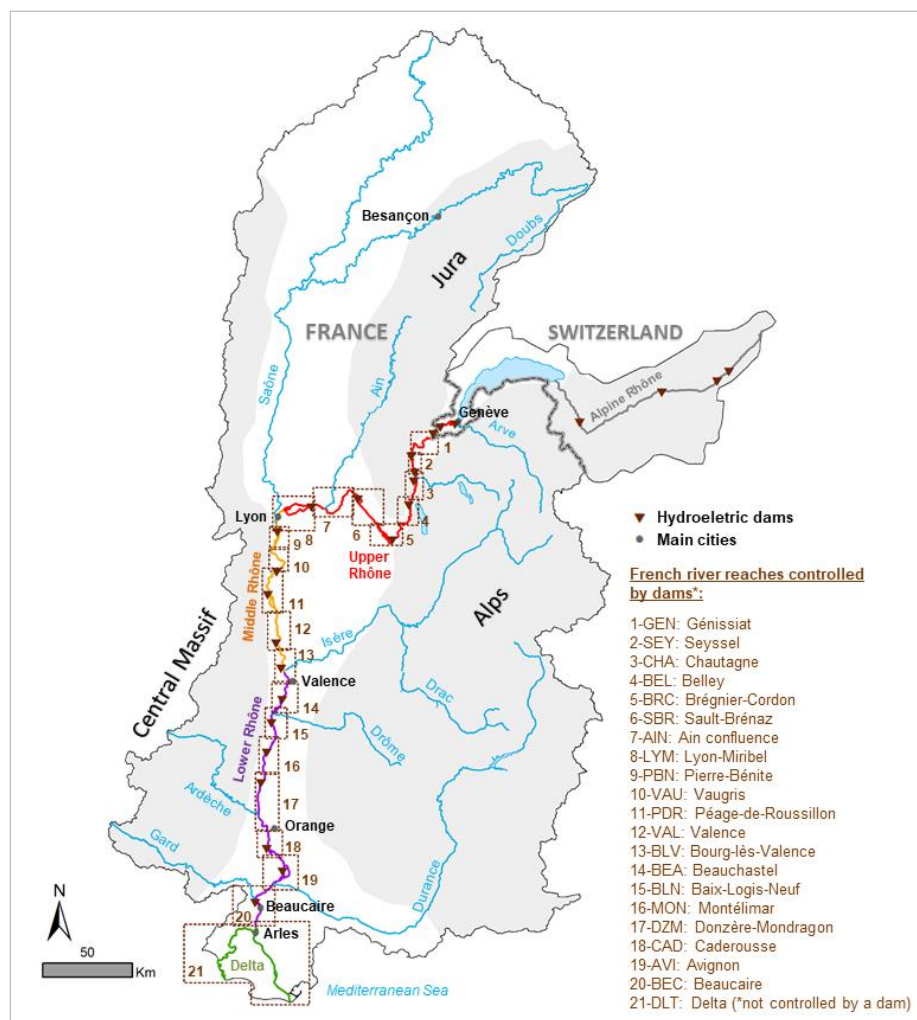 Besançon
Doubs
Jura
FRANCE
SWITZERLAND
Saône
Ain
Alpine Rhône
Genève
Arve
1
2
3
4
Lyon
8
7
6
5
9
Upper
Rhône
Hydroeletric dams
Main cities
Middle Rhône
10
11
12
13
Alps
Isère
Central Massif
Valence
Drac
14
15
Drôme
Lower Rhône
16
Ardèche
17
Orange
Gard
18
Durance
19
N
Beaucaire
20
Arles
50
Km
21
Delta
Mediterranean Sea
French river reaches controlled
by dams*:
1-GEN: Génissiat
2-SEY: Seyssel
3-CHA: Chautagne
4-BEL: Belley
5-BRC: Brégnier-Cordon
6-SBR: Sault-Brénaz
7-AIN: Ain confluence
8-LYM: Lyon-Miribel
9-PBN: Pierre-Bénite
10-VAU: Vaugris
11-PDR: Péage-de-Roussillon
12-VAL: Valence
13-BLV: Bourg-lès-Valence
14-BEA: Beauchastel
15-BLN: Baix-Logis-Neuf
16-MON: Montélimar
17-DZM: Donzère-Mondragon
18-CAD: Caderousse
19-AVI: Avignon
20-BEC: Beaucaire
21-DLT: Delta (*not controlled by a dam)